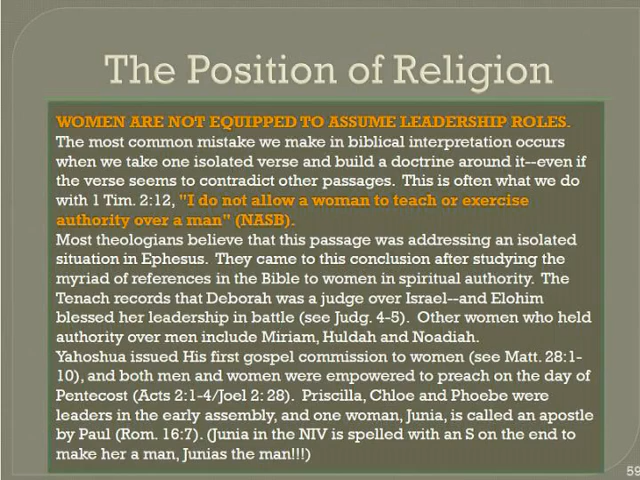 The Position of Religion
WOMEN ARE NOT EQUIPPED TO ASSUME LEADERSHIP ROLES.
The most common mistake we make in biblical interpretation occurs
when we take one isolated verse and build a doctrine around it--even if
the verse seems to contradict other passages. This is often what we do
with 1 Tim. 2:12, "I do not allow a woman to teach or exercise
authority over a man" (NASB).
Most theologians believe that this passage was addressing an isolated
situation in Ephesus. They came to this conclusion after studying the
myriad of references in the Bible to women in spiritual authority. The
Tenach records that Deborah was a judge over Israel--and Elohim
blessed her leadership in battle (see Judg. 4-5). Other women who held
authority over men include Miriam, Huldah and Noadiah.
Yahoshua issued His first gospel commission to women (see Matt. 28:1-
10), and both men and women were empowered to preach on the day of
Pentecost (Acts 2:1-4/Joel 2: 28). Priscilla, Chloe and Phoebe were
leaders in the early assembly, and one woman, Junia, is called an apostle
by Paul (Rom. 16:7). (Junia in the NIV is spelled with an S on the end to
make her a man, Junias the man!!!)
59